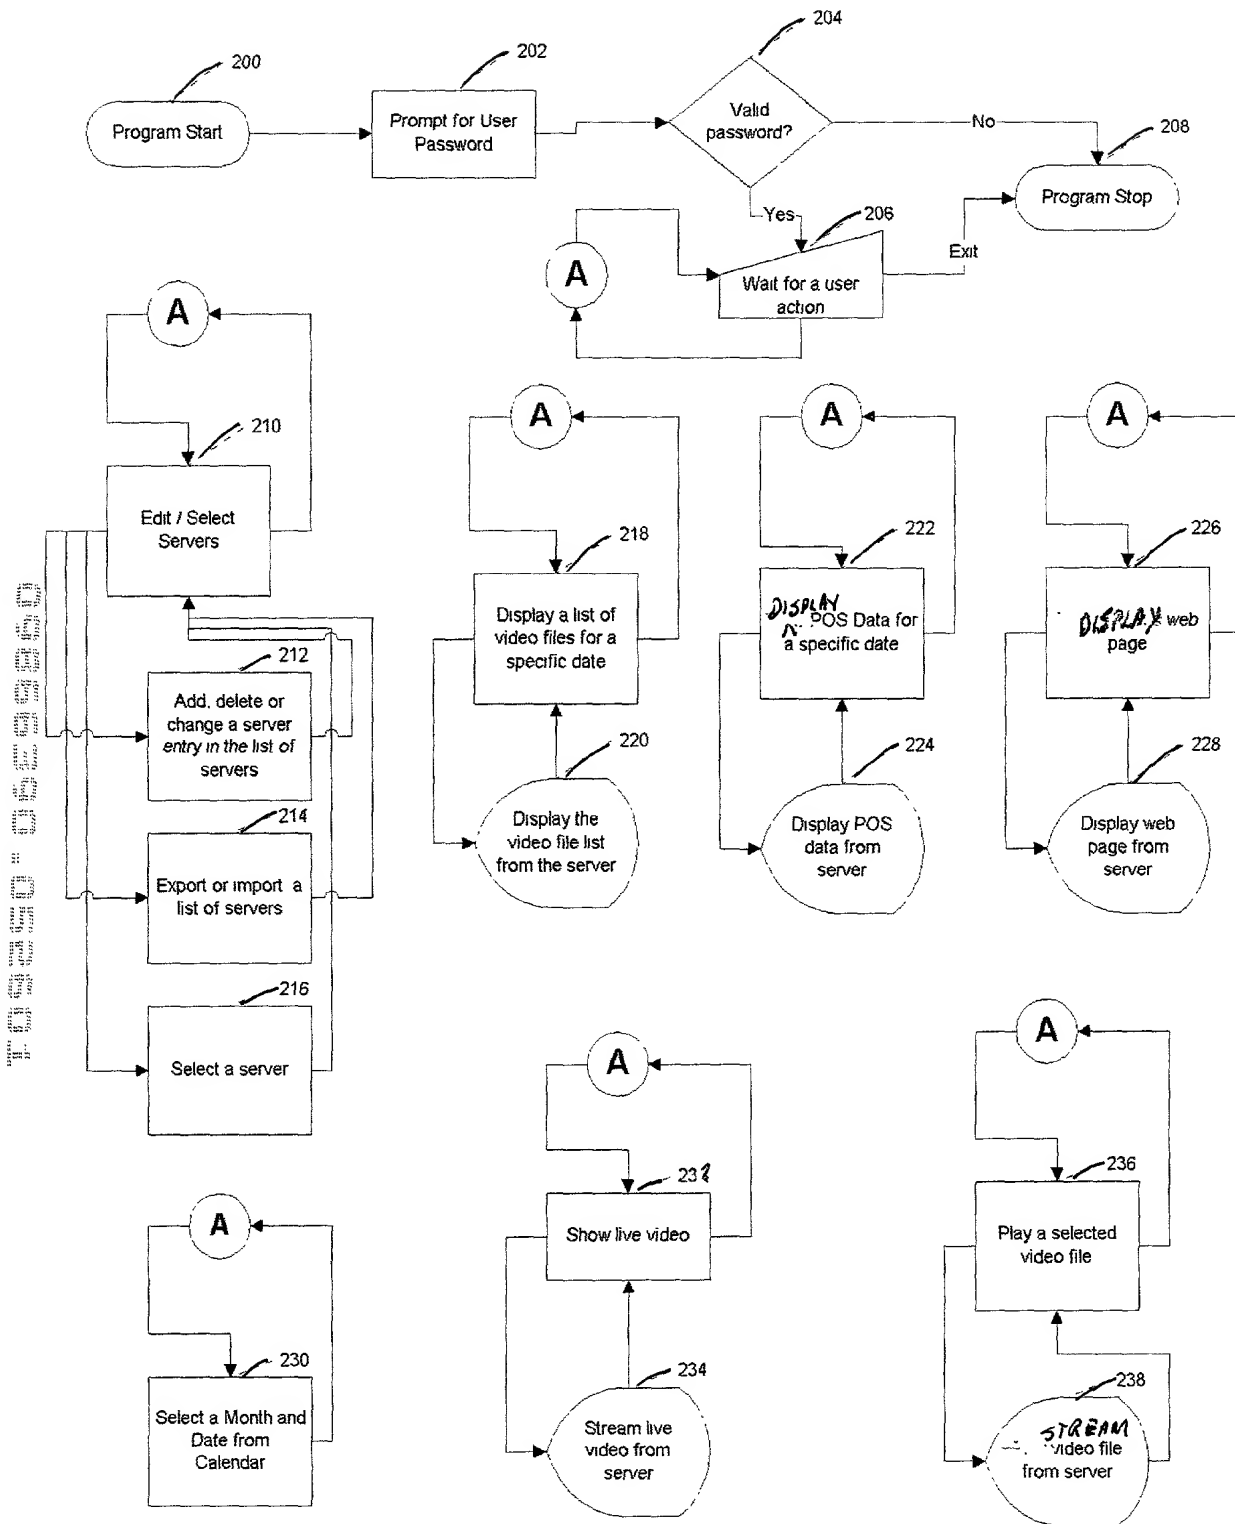 200
Program Start
202
Prompt for User
Password
204
Valid
password?
No
208
Program Stop
Yes
206
Wait for a user
action
Exit
A
A
210
Edit / Select
Servers
212
Add, delete or
change a server
entry in the list of
servers
214
Export or import a
list of servers
216
Select a server
A
218
Display a list of
video files for a
specific date
220
Display the
video file list
from the server
A
222
DISPLAY
POS Data for
a specific date
224
Display POS
data from
server
A
226
DISPLAY web
page
228
Display web
page from
server
A
230
Select a Month and
Date from
Calendar
A
232
Show live video
234
Stream live
video from
server
A
236
Play a selected
video file
238
STREAM
video file
from server